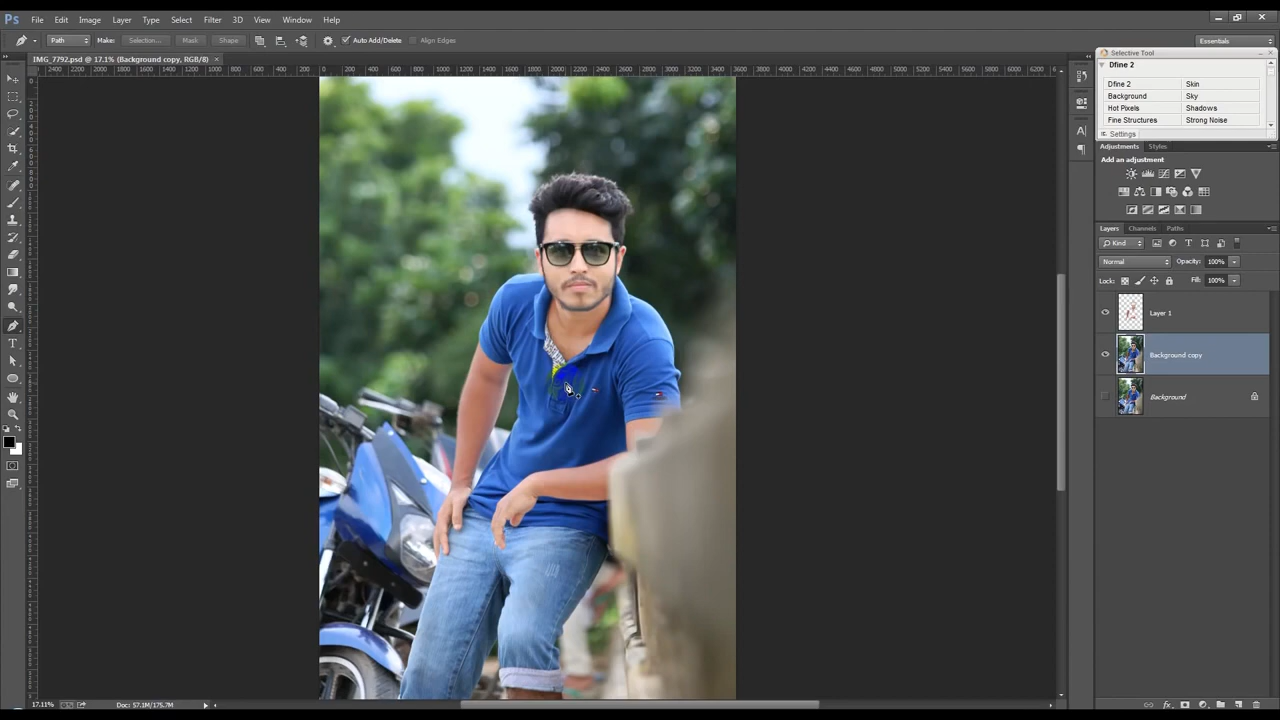 Ps File Edit Image Layer Type Select Filter 3D View Window Help
Path Make: Selection... Mask Shape Auto Add/Delete Align Edges Essentials
IMG_7792.psd @ 17.1% (Background copy, RGB/8) ×
Selective Tool
Dfine 2
Dfine 2 Skin
Background Sky
Hot Pixels Shadows
Fine Structures Strong Noise
Settings
Adjustments Styles
Add an adjustment
Layers Channels Paths
Kind
Normal Opacity: 100%
Lock: Fill: 100%
Layer 1
Background copy
Background
17.11% Doc: 57.1M/175.7M